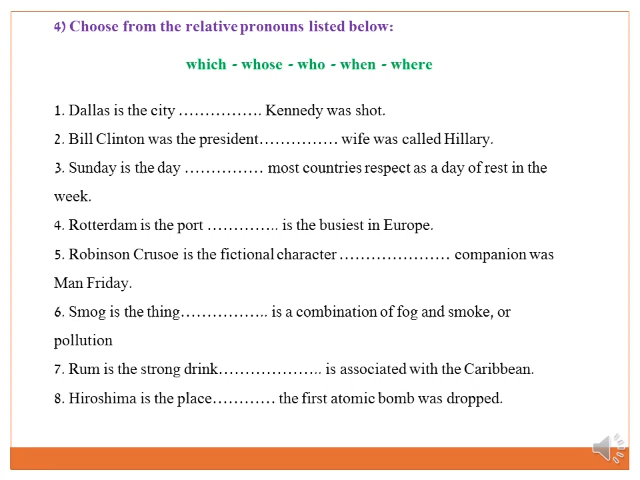 4) Choose from the relative pronouns listed below:
which - whose - who - when - where
1. Dallas is the city ……………. Kennedy was shot.
2. Bill Clinton was the president…………… wife was called Hillary.
3. Sunday is the day …………… most countries respect as a day of rest in the
week.
4. Rotterdam is the port ………….. is the busiest in Europe.
5. Robinson Crusoe is the fictional character ………………… companion was
Man Friday.
6. Smog is the thing…………….. is a combination of fog and smoke, or
pollution
7. Rum is the strong drink……………….. is associated with the Caribbean.
8. Hiroshima is the place………… the first atomic bomb was dropped.